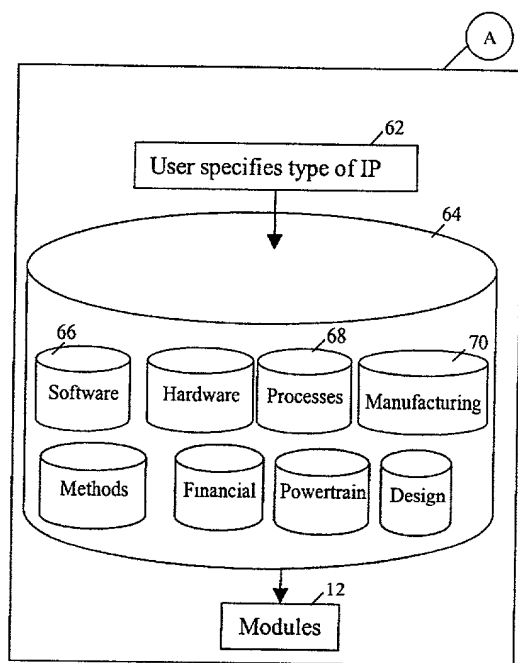 A
62
User specifies type of IP
64
66
68
70
Software
Hardware
Processes
Manufacturing
Methods
Financial
Powertrain
Design
12
Modules